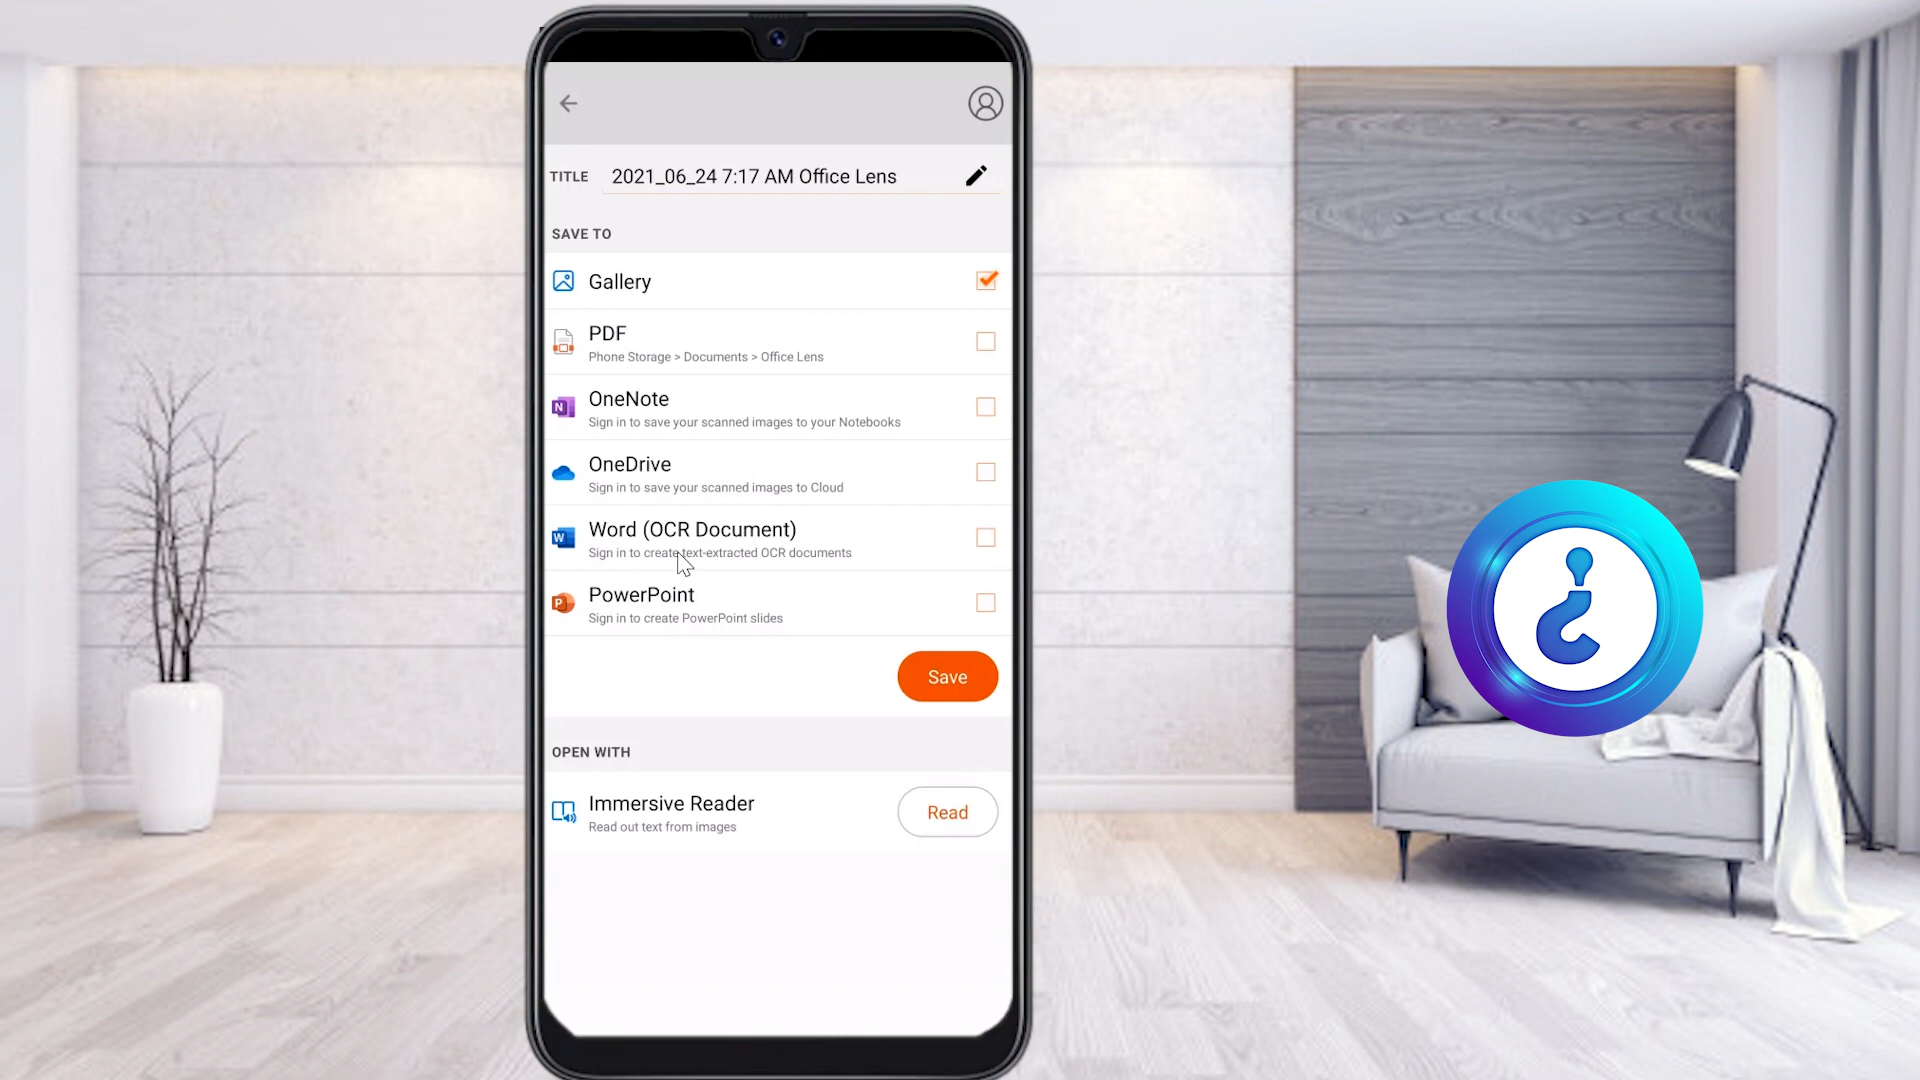 TITLE 2021_06_24 7:17 AM Office Lens
SAVE TO
Gallery
PDF
Phone Storage > Documents > Office Lens
OneNote
Sign in to save your scanned images to your Notebooks
OneDrive
Sign in to save your scanned images to Cloud
Word (OCR Document)
Sign in to create text-extracted OCR documents
PowerPoint
Sign in to create PowerPoint slides
Save
OPEN WITH
Immersive Reader
Read out text from images
Read